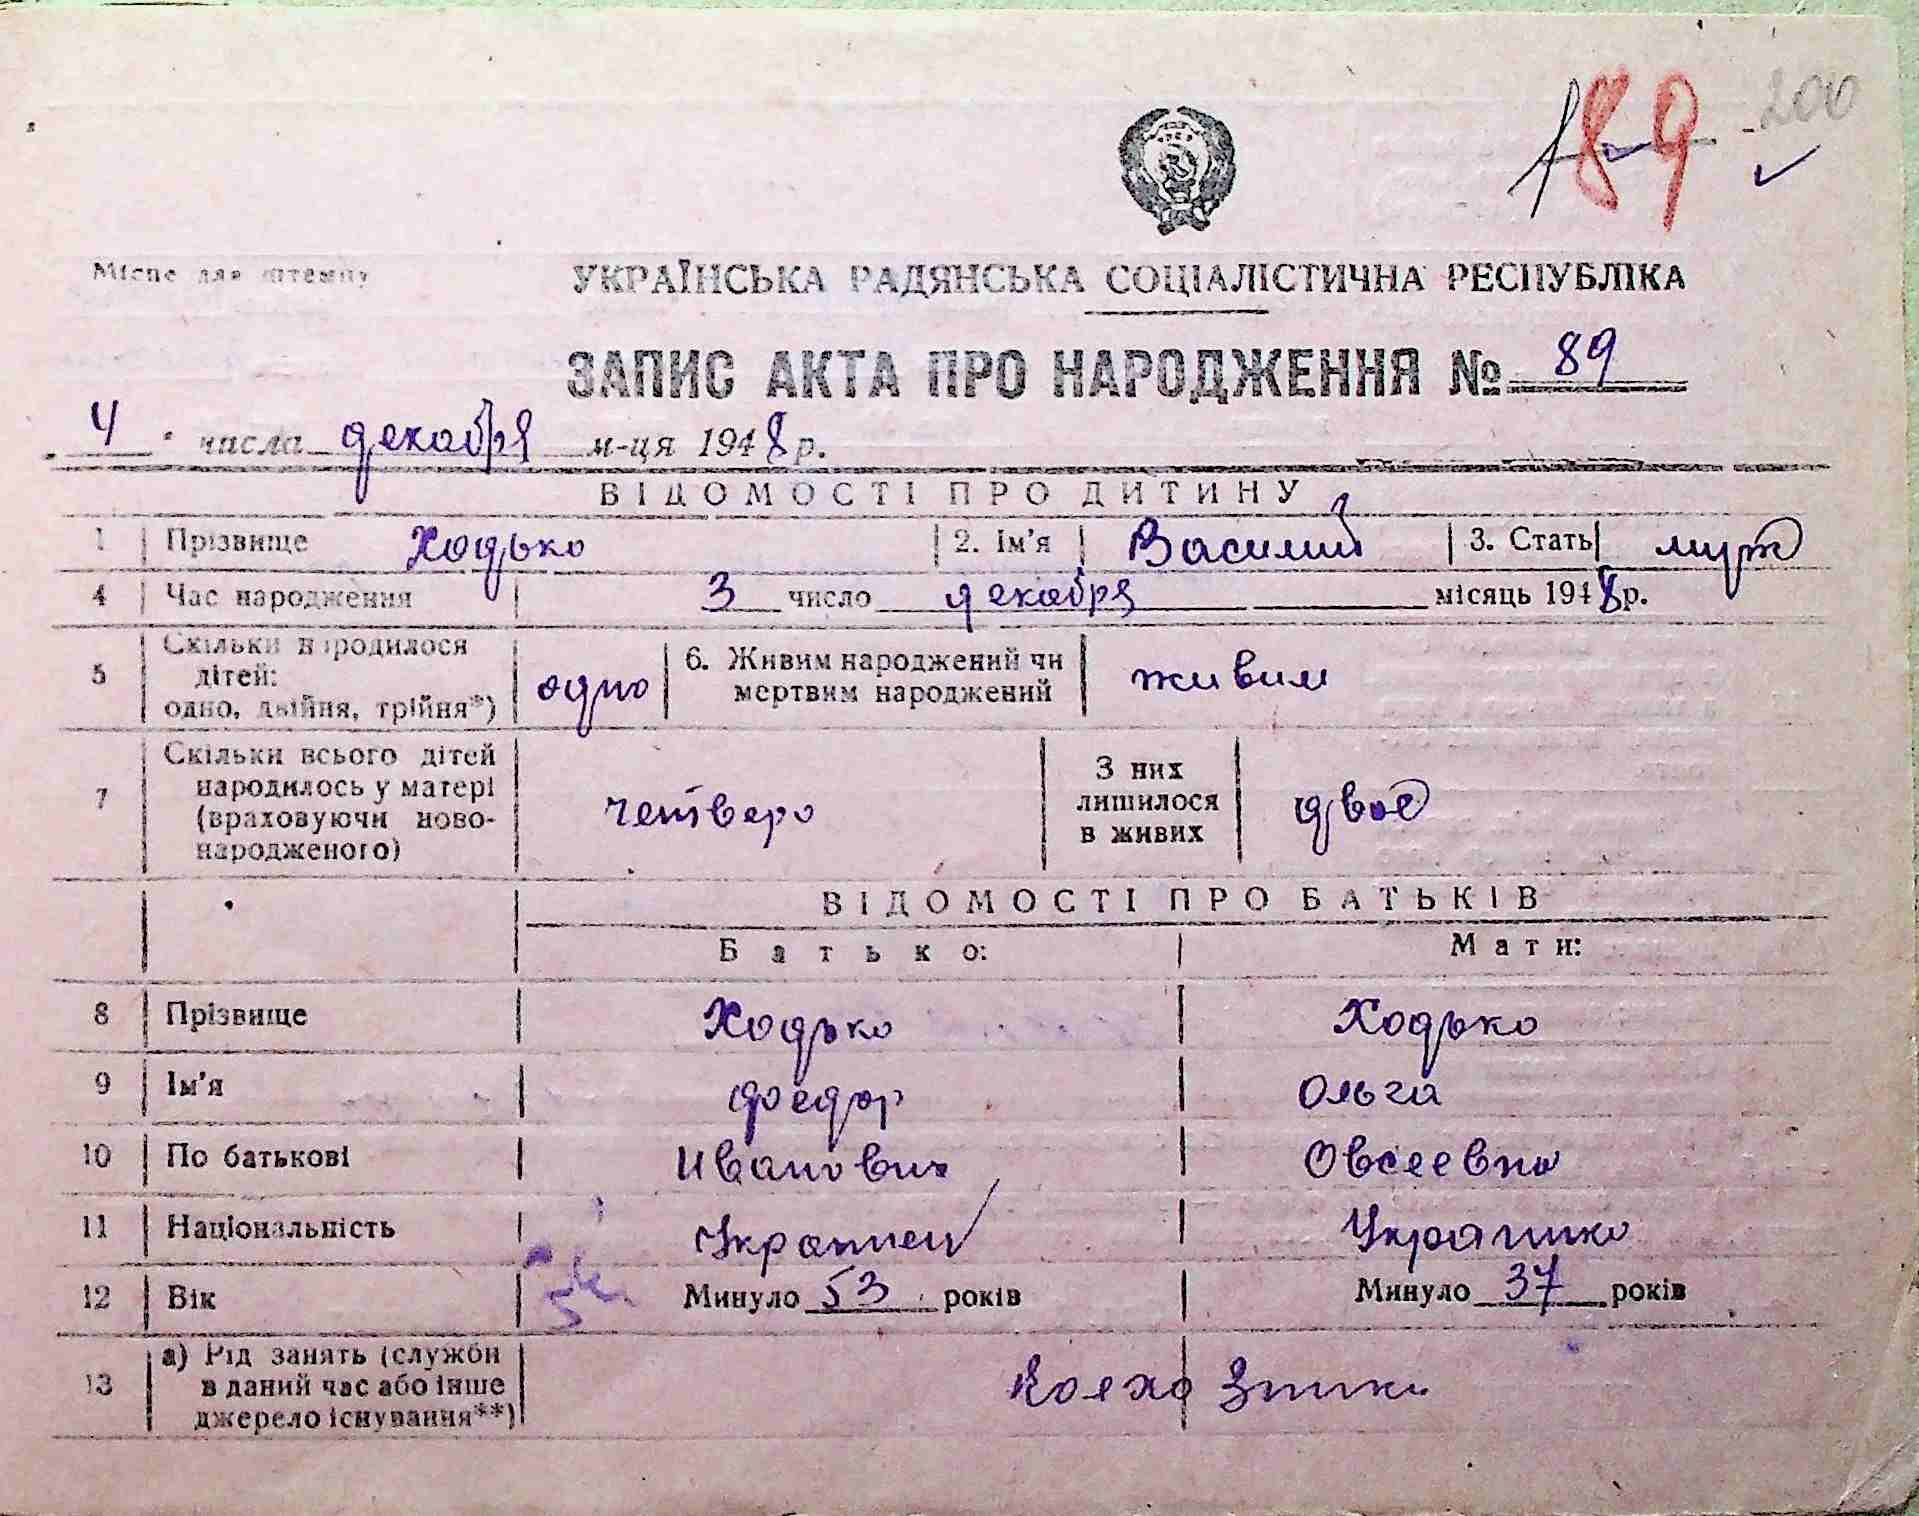 189 200
Місце для штемпу
УКРАЇНСЬКА РАДЯНСЬКА СОЦІАЛІСТИЧНА РЕСПУБЛІКА
ЗАПИС АКТА ПРО НАРОДЖЕННЯ № 89
4 числа декабря м-ця 1948 р.
ВІДОМОСТІ ПРО ДИТИНУ
1 Прізвище Ходько 2. Ім'я Василий 3. Стать муж
4 Час народження 3 число декабря місяць 1948 р.
5 Скільки народилося дітей: одно, двійня, трійня*) одно 6. Живим народжений чи мертвим народжений живим
7 Скільки всього дітей народилось у матері (враховуючи новонародженого) четверо З них лишилося в живих двое
ВІДОМОСТІ ПРО БАТЬКІВ
Батько: Мати:
8 Прізвище Ходько Ходько
9 Ім'я Федор Ольга
10 По батькові Иванович Овсеевна
11 Національність Украинец Украинка
12 Вік Минуло 53 років Минуло 37 років
13 а) Рід занять (служби в даний час або інше джерело існування**) Колхозники